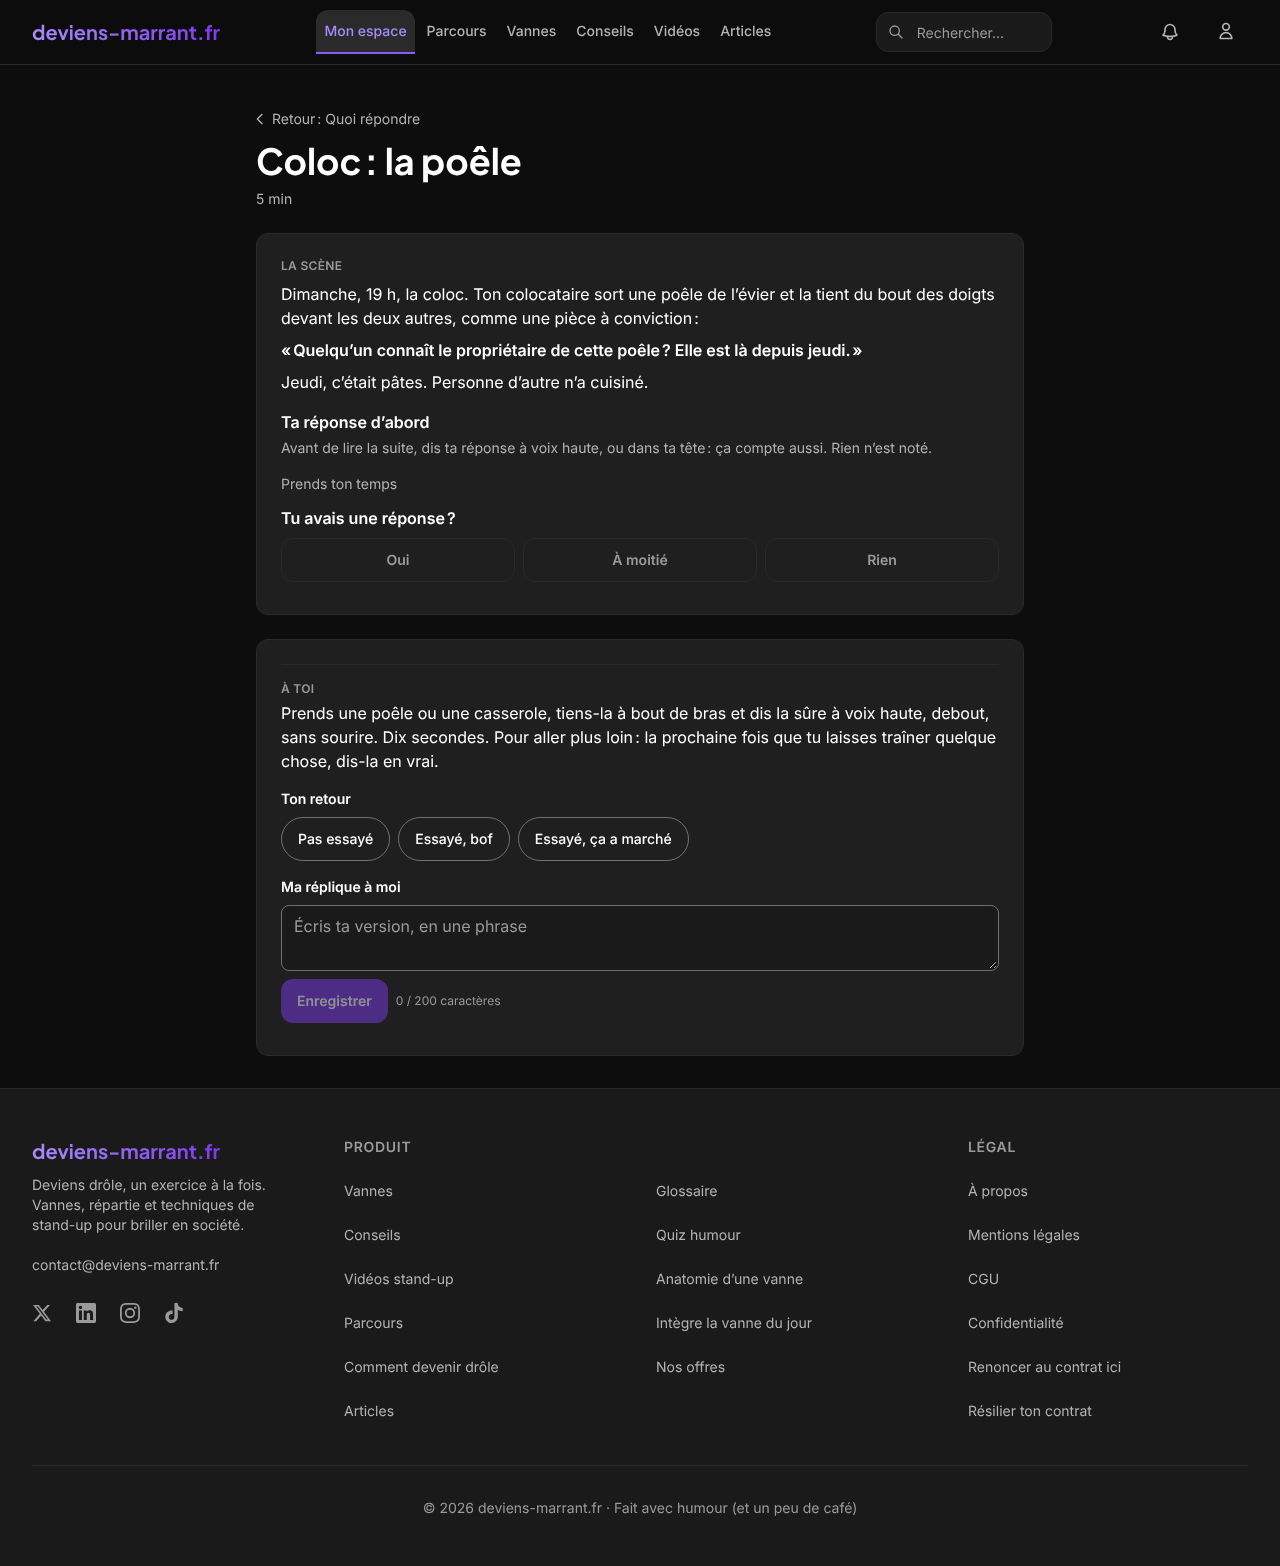 deviens-marrant.fr
Mon espace
Parcours
Vannes
Conseils
Vidéos
Articles
Rechercher...
Retour : Quoi répondre
Coloc : la poêle
5 min
LA SCÈNE
Dimanche, 19 h, la coloc. Ton colocataire sort une poêle de l’évier et la tient du bout des doigts
devant les deux autres, comme une pièce à conviction :
« Quelqu’un connaît le propriétaire de cette poêle ? Elle est là depuis jeudi. »
Jeudi, c’était pâtes. Personne d’autre n’a cuisiné.
Ta réponse d’abord
Avant de lire la suite, dis ta réponse à voix haute, ou dans ta tête : ça compte aussi. Rien n’est noté.
Prends ton temps
Tu avais une réponse ?
Oui
À moitié
Rien
À TOI
Prends une poêle ou une casserole, tiens-la à bout de bras et dis la sûre à voix haute, debout,
sans sourire. Dix secondes. Pour aller plus loin : la prochaine fois que tu laisses traîner quelque
chose, dis-la en vrai.
Ton retour
Pas essayé
Essayé, bof
Essayé, ça a marché
Ma réplique à moi
Écris ta version, en une phrase
Enregistrer
0 / 200 caractères
deviens-marrant.fr
Deviens drôle, un exercice à la fois.
Vannes, répartie et techniques de
stand-up pour briller en société.
contact@deviens-marrant.fr
PRODUIT
Vannes
Conseils
Vidéos stand-up
Parcours
Comment devenir drôle
Articles
Glossaire
Quiz humour
Anatomie d’une vanne
Intègre la vanne du jour
Nos offres
LÉGAL
À propos
Mentions légales
CGU
Confidentialité
Renoncer au contrat ici
Résilier ton contrat
© 2026 deviens-marrant.fr · Fait avec humour (et un peu de café)